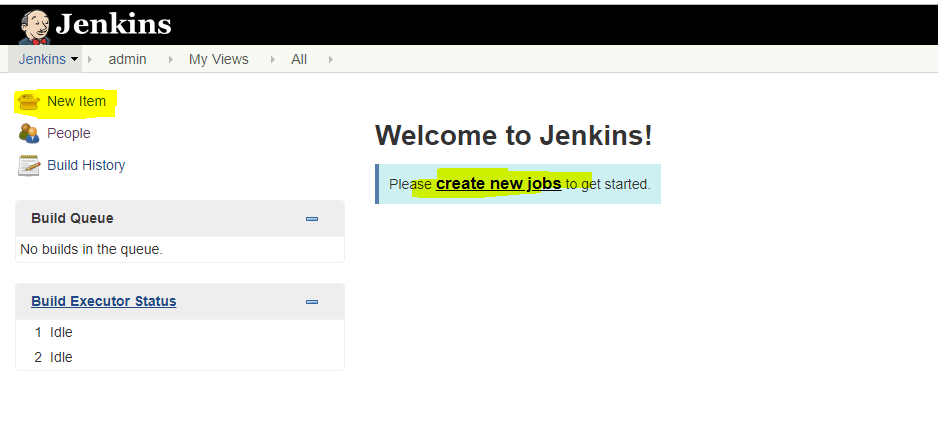 Jenkins
Jenkins admin My Views All
New Item
People
Build History
Welcome to Jenkins!
Please create new jobs to get started.
Build Queue
No builds in the queue.
Build Executor Status
1 Idle
2 Idle